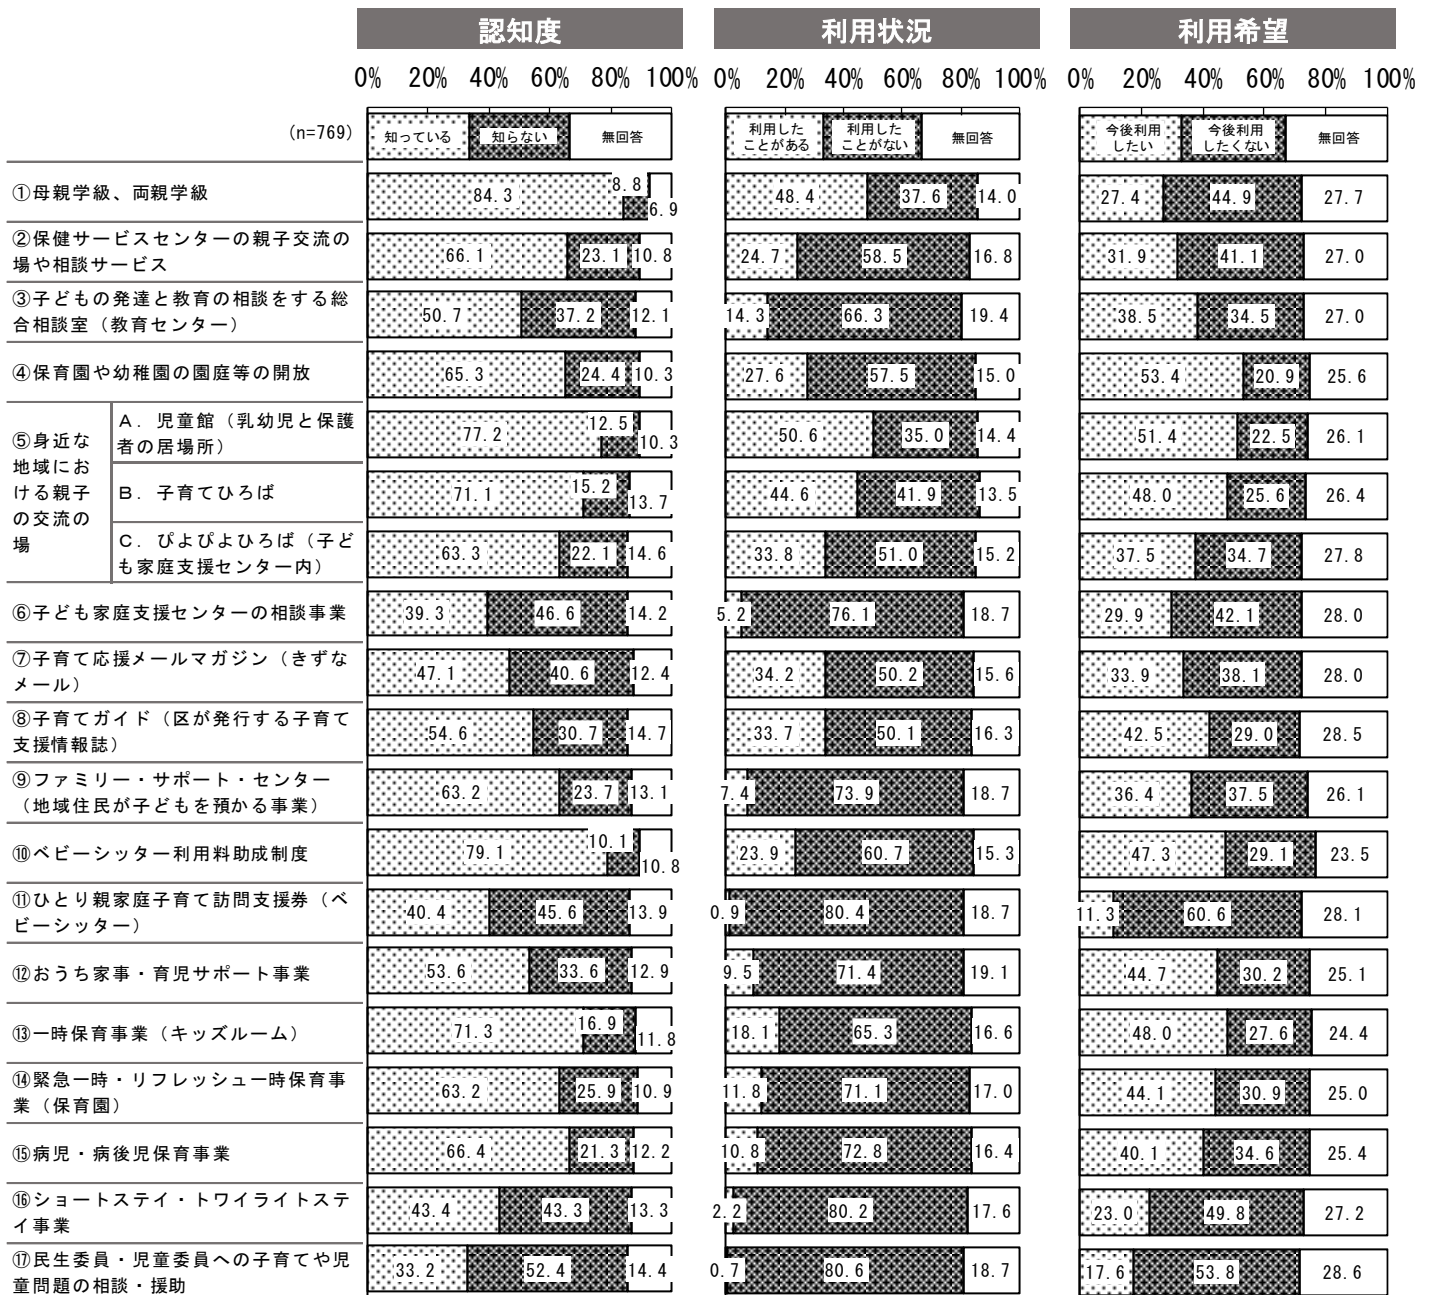 認知度 利用状況 利用希望
0% 20% 40% 60% 80% 100% 0% 20% 40% 60% 80% 100% 0% 20% 40% 60% 80% 100%
(n=769) 知っている 知らない 無回答 利用した 利用した 無回答 今後利用 今後利用 無回答
ことがある ことがない したい したくない
①母親学級、両親学級 84.3 8.8 6.9 48.4 37.6 14.0 27.4 44.9 27.7
②保健サービスセンターの親子交流の
場や相談サービス 66.1 23.1 10.8 24.7 58.5 16.8 31.9 41.1 27.0
③子どもの発達と教育の相談をする総
合相談室（教育センター） 50.7 37.2 12.1 14.3 66.3 19.4 38.5 34.5 27.0
④保育園や幼稚園の園庭等の開放 65.3 24.4 10.3 27.6 57.5 15.0 53.4 20.9 25.6
⑤身近な
地域にお
ける親子
の交流の
場
A．児童館（乳幼児と保護
者の居場所） 77.2 12.5 10.3 50.6 35.0 14.4 51.4 22.5 26.1
B．子育てひろば 71.1 15.2 13.7 44.6 41.9 13.5 48.0 25.6 26.4
C．ぴよぴよひろば（子ど
も家庭支援センター内） 63.3 22.1 14.6 33.8 51.0 15.2 37.5 34.7 27.8
⑥子ども家庭支援センターの相談事業 39.3 46.6 14.2 5.2 76.1 18.7 29.9 42.1 28.0
⑦子育て応援メールマガジン（きずな
メール） 47.1 40.6 12.4 34.2 50.2 15.6 33.9 38.1 28.0
⑧子育てガイド（区が発行する子育て
支援情報誌） 54.6 30.7 14.7 33.7 50.1 16.3 42.5 29.0 28.5
⑨ファミリー・サポート・センター
（地域住民が子どもを預かる事業） 63.2 23.7 13.1 7.4 73.9 18.7 36.4 37.5 26.1
⑩ベビーシッター利用料助成制度 79.1 10.1 10.8 23.9 60.7 15.3 47.3 29.1 23.5
⑪ひとり親家庭子育て訪問支援券（ベ
ビーシッター） 40.4 45.6 13.9 0.9 80.4 18.7 11.3 60.6 28.1
⑫おうち家事・育児サポート事業 53.6 33.6 12.9 9.5 71.4 19.1 44.7 30.2 25.1
⑬一時保育事業（キッズルーム） 71.3 16.9 11.8 18.1 65.3 16.6 48.0 27.6 24.4
⑭緊急一時・リフレッシュ一時保育事
業（保育園） 63.2 25.9 10.9 11.8 71.1 17.0 44.1 30.9 25.0
⑮病児・病後児保育事業 66.4 21.3 12.2 10.8 72.8 16.4 40.1 34.6 25.4
⑯ショートステイ・トワイライトステ
イ事業 43.4 43.3 13.3 2.2 80.2 17.6 23.0 49.8 27.2
⑰民生委員・児童委員への子育てや児
童問題の相談・援助 33.2 52.4 14.4 0.7 80.6 18.7 17.6 53.8 28.6